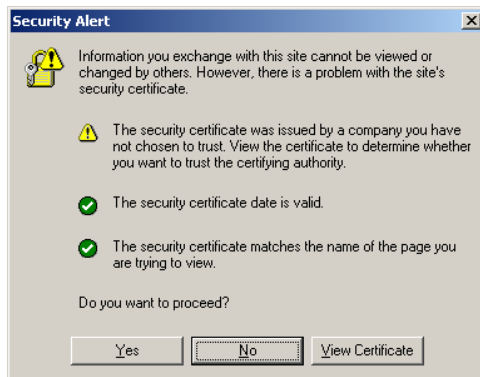 Security Alert
Information you exchange with this site cannot be viewed or
changed by others. However, there is a problem with the site's
security certificate.
The security certificate was issued by a company you have
not chosen to trust. View the certificate to determine whether
you want to trust the certifying authority.
The security certificate date is valid.
The security certificate matches the name of the page you
are trying to view.
Do you want to proceed?
Yes No View Certificate